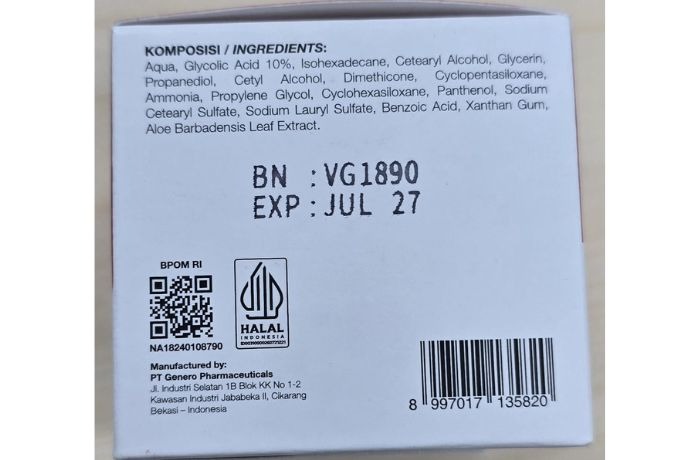 KOMPOSISI / INGREDIENTS:
Aqua, Glycolic Acid 10%, Isohexadecane, Cetearyl Alcohol, Glycerin,
Propanediol, Cetyl Alcohol, Dimethicone, Cyclopentasiloxane,
Ammonia, Propylene Glycol, Cyclohexasiloxane, Panthenol, Sodium
Cetearyl Sulfate, Sodium Lauryl Sulfate, Benzoic Acid, Xanthan Gum,
Aloe Barbadensis Leaf Extract.
BN : VG1890
EXP : JUL 27
BPOM RI
NA18240108790
HALAL
INDONESIA
Manufactured by:
PT Genero Pharmaceuticals
Jl. Industri Selatan 1B Blok KK No 1-2
Kawasan Industri Jababeka II, Cikarang
Bekasi – Indonesia
8 997017 135820